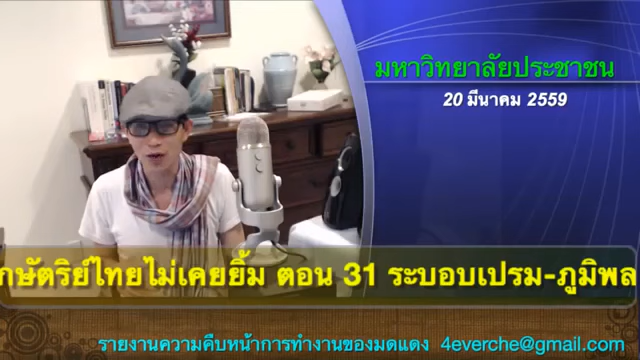 มหาวิทยาลัยประชาชน
20 มีนาคม 2559
กษัตริย์ไทยไม่เคยยิ้ม ตอน 31 ระบอบเปรม-ภูมิพล
รายงานความคืบหน้าการทำงานของมดแดง 4everche@gmail.com